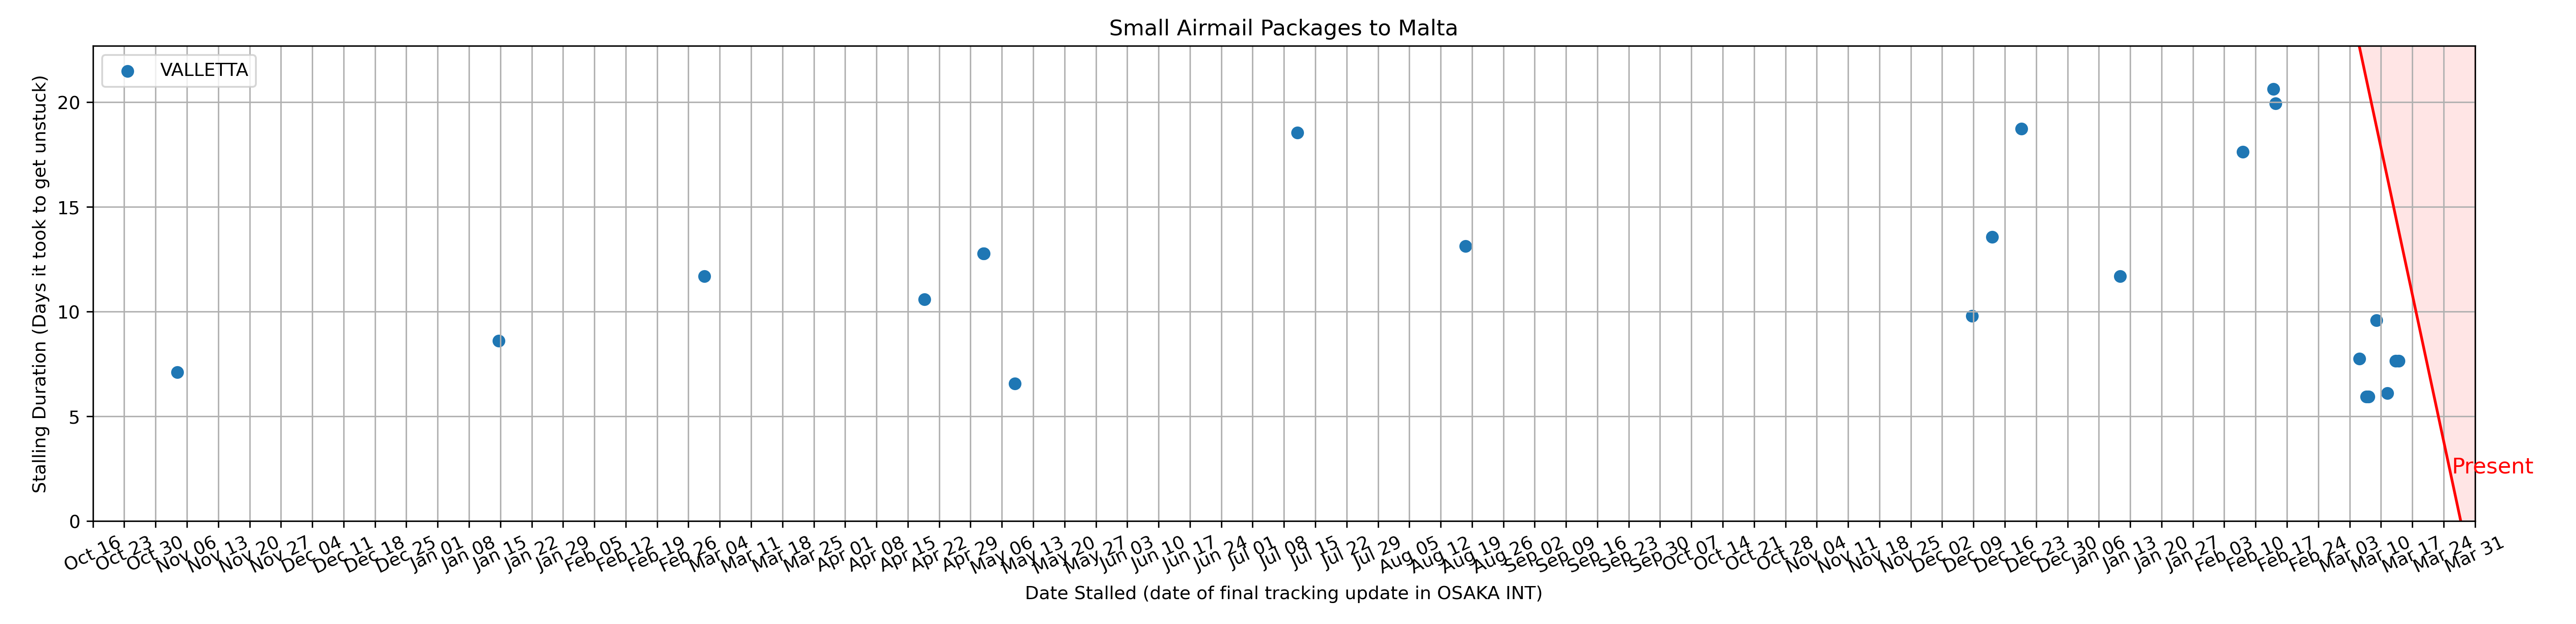 Small Airmail Packages to Malta
VALLETTA
Stalling Duration (Days it took to get unstuck)
20
15
10
5
0
Present
Oct 16
Oct 23
Oct 30
Nov 06
Nov 13
Nov 20
Nov 27
Dec 04
Dec 11
Dec 18
Dec 25
Jan 01
Jan 08
Jan 15
Jan 22
Jan 29
Feb 05
Feb 12
Feb 19
Feb 26
Mar 04
Mar 11
Mar 18
Mar 25
Apr 01
Apr 08
Apr 15
Apr 22
Apr 29
May 06
May 13
May 20
May 27
Jun 03
Jun 10
Jun 17
Jun 24
Jul 01
Jul 08
Jul 15
Jul 22
Jul 29
Aug 05
Aug 12
Aug 19
Aug 26
Sep 02
Sep 09
Sep 16
Sep 23
Sep 30
Oct 07
Oct 14
Oct 21
Oct 28
Nov 04
Nov 11
Nov 18
Nov 25
Dec 02
Dec 09
Dec 16
Dec 23
Dec 30
Jan 06
Jan 13
Jan 20
Jan 27
Feb 03
Feb 10
Feb 17
Feb 24
Mar 03
Mar 10
Mar 17
Mar 24
Mar 31
Date Stalled (date of final tracking update in OSAKA INT)